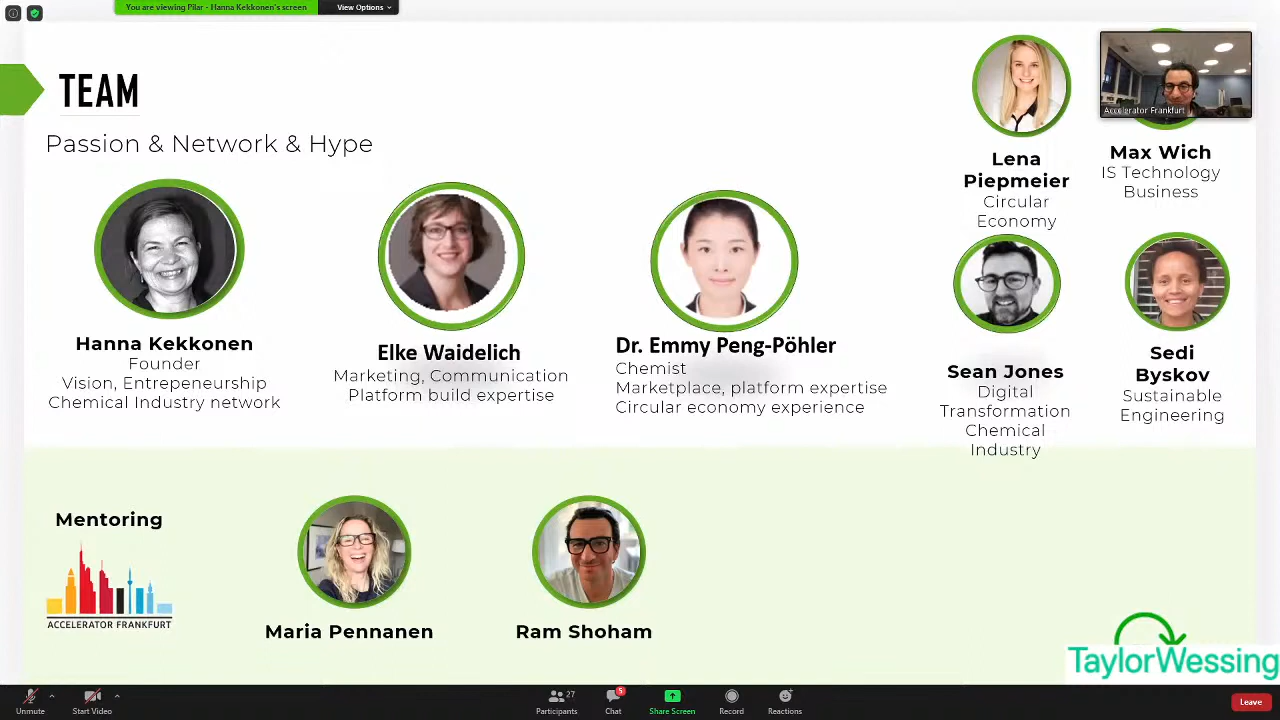 You are viewing Pilar - Hanna Kekkonen's screen
View Options
TEAM
Passion & Network & Hype
Accelerator Frankfurt
Lena
Piepmeier
Circular
Economy
Max Wich
IS Technology
Business
Hanna Kekkonen
Founder
Vision, Entrepeneurship
Chemical Industry network
Elke Waidelich
Marketing, Communication
Platform build expertise
Dr. Emmy Peng-Pöhler
Chemist
Marketplace, platform expertise
Circular economy experience
Sean Jones
Digital
Transformation
Chemical
Industry
Sedi
Byskov
Sustainable
Engineering
Mentoring
ACCELERATOR FRANKFURT
Maria Pennanen
Ram Shoham
TaylorWessing
Unmute
Start Video
27
Participants
5
Chat
Share Screen
Record
Reactions
Leave